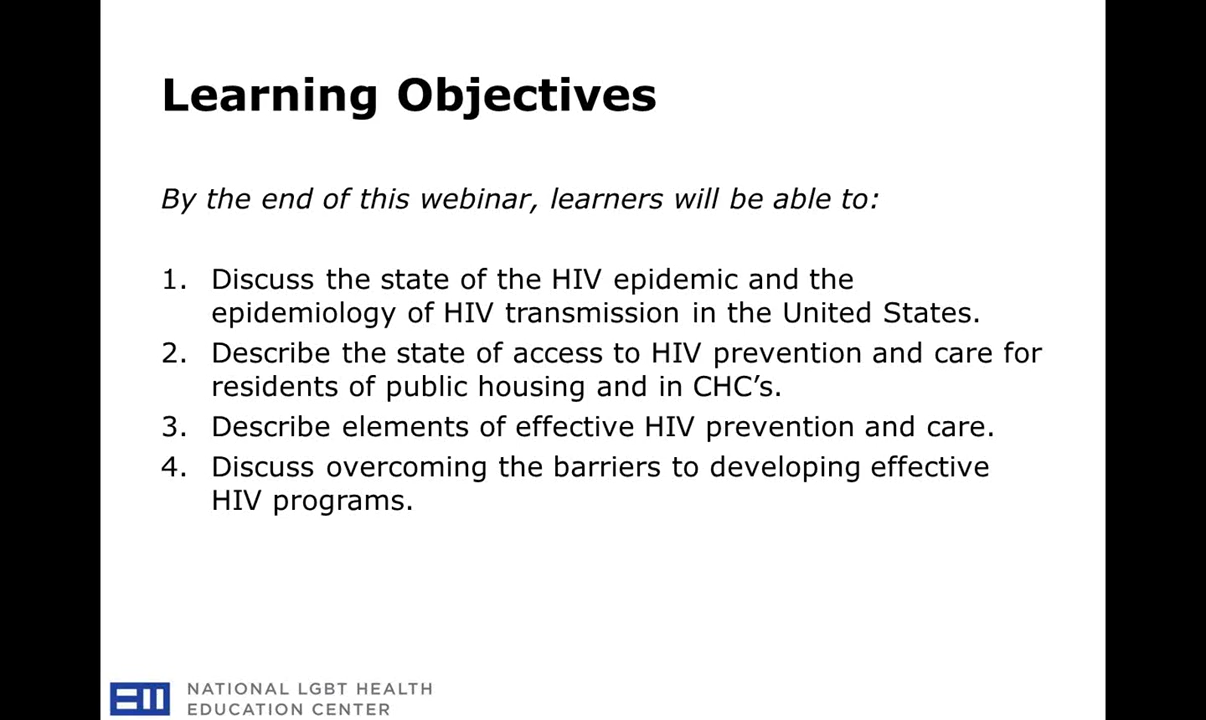 Learning Objectives
By the end of this webinar, learners will be able to:
1. Discuss the state of the HIV epidemic and the
epidemiology of HIV transmission in the United States.
2. Describe the state of access to HIV prevention and care for
residents of public housing and in CHC’s.
3. Describe elements of effective HIV prevention and care.
4. Discuss overcoming the barriers to developing effective
HIV programs.
NATIONAL LGBT HEALTH
EDUCATION CENTER